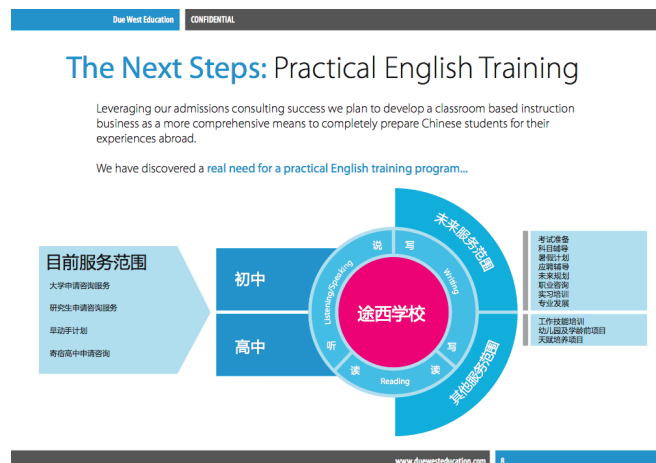 Due West Education CONFIDENTIAL
The Next Steps: Practical English Training
Leveraging our admissions consulting success we plan to develop a classroom based instruction
business as a more comprehensive means to completely prepare Chinese students for their
experiences abroad.
We have discovered a real need for a practical English training program...
目前服务范围
大学申请咨询服务
研究生申请咨询服务
早动手计划
寄宿高中申请咨询
初中
高中
说
写
Listening/Speaking
Writing
途西学校
听
写
读
读
Reading
未来服务范围
其他服务范围
考试准备
科目辅导
暑假计划
应聘辅导
未来规划
职业咨询
实习培训
专业发展
工作技能培训
幼儿园及学龄前项目
天赋培养项目
www.duewesteducation.com 8